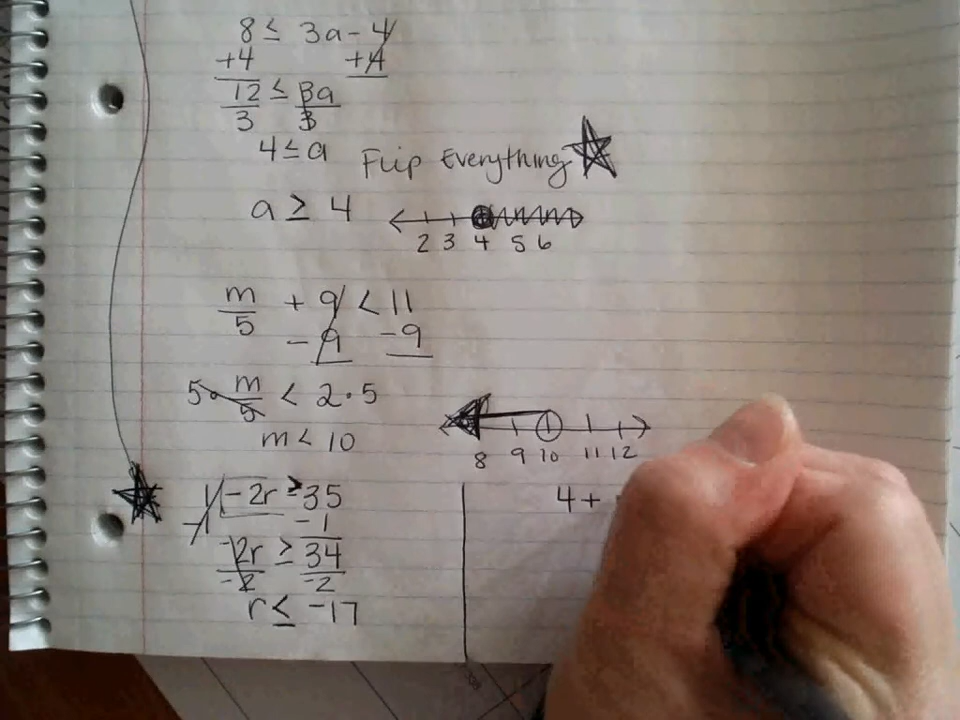 8 ≤ 3a - 4
+4 +4
12 ≤ 3a
3 3
4 ≤ a Flip Everything
a ≥ 4
2 3 4 5 6
m + 9 < 11
5
- 9 - 9
5 · m < 2 · 5
5
m < 10
8 9 10 11 12
1 - 2r ≥ 35
-1 -1
-2r ≥ 34
-2 -2
r ≤ -17
4 +